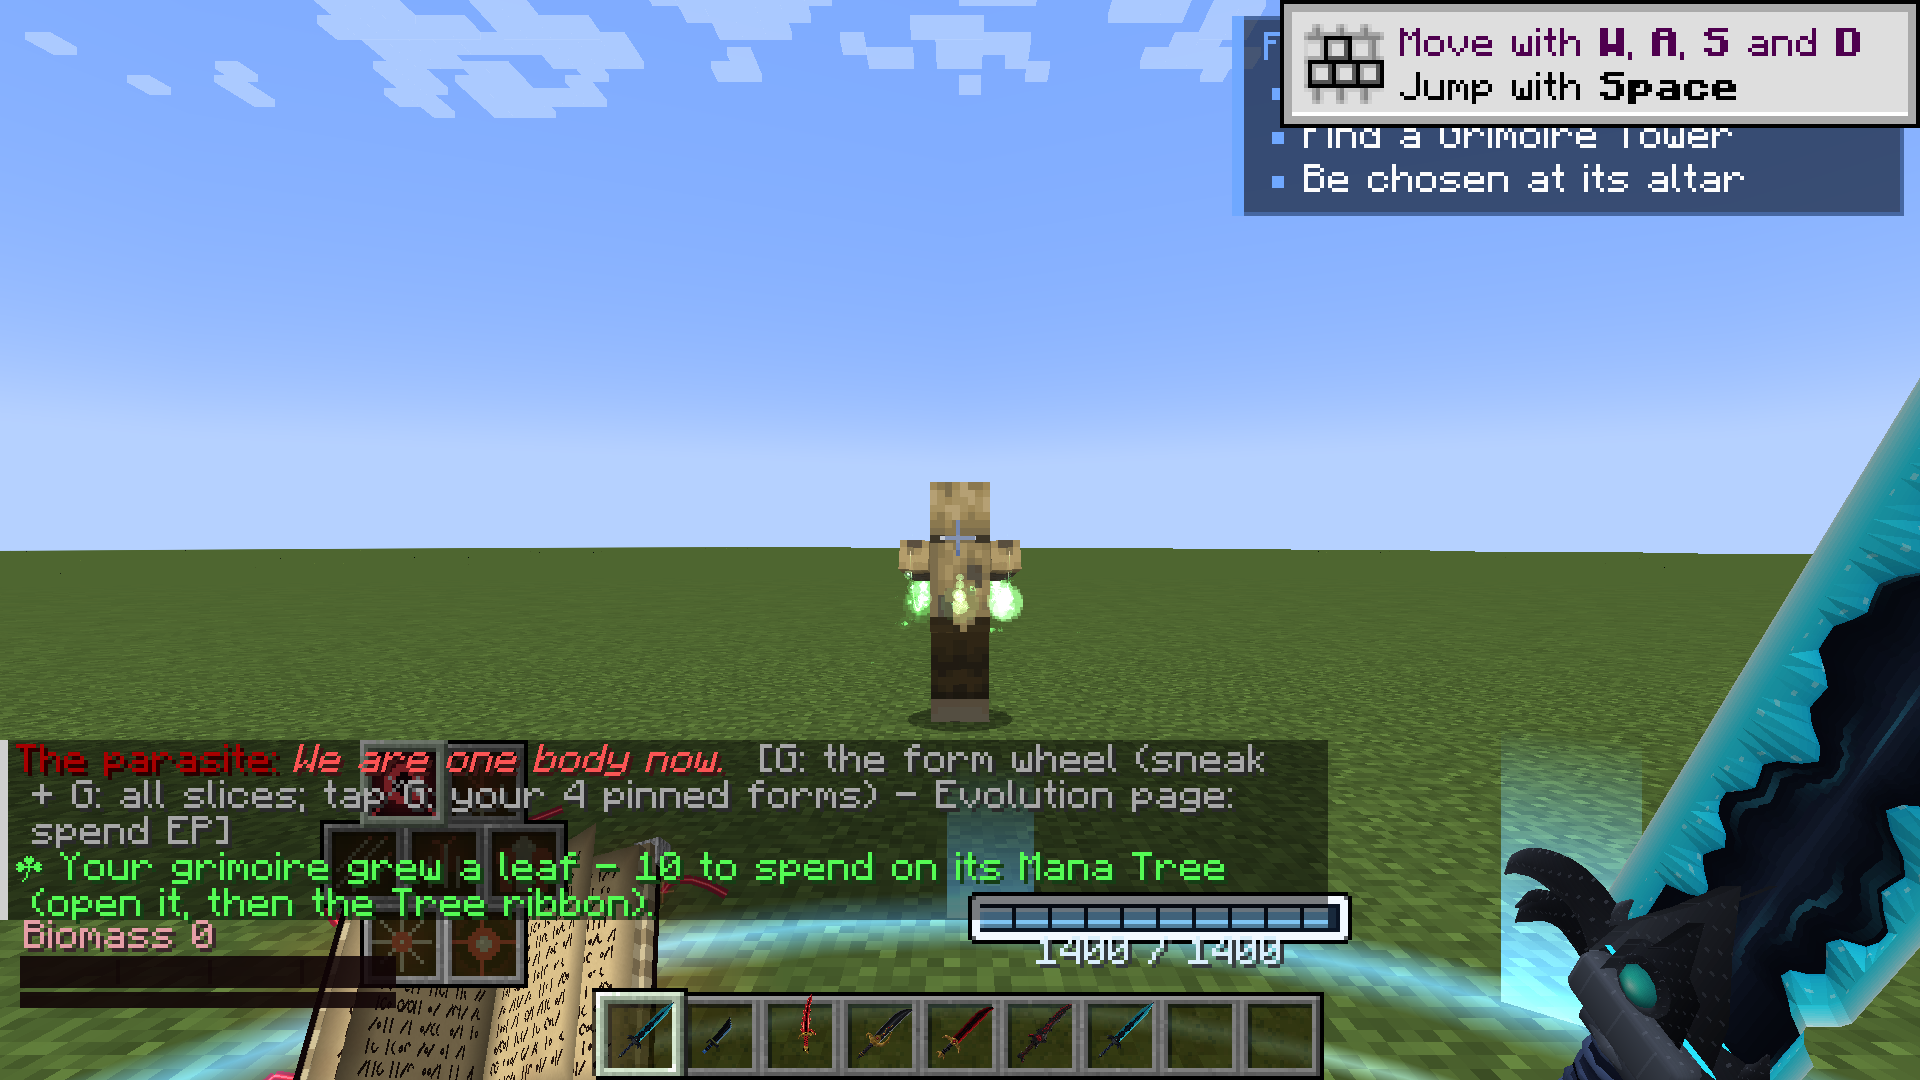 Move with W, A, S and D
Jump with Space
F
Find a Grimoire Tower
Be chosen at its altar
The parasite: We are one body now. [G: the form wheel (sneak
+ G: all slices; tap G: your 4 pinned forms) - Evolution page:
spend EP]
☘ Your grimoire grew a leaf - 10 to spend on its Mana Tree
(open it, then the Tree ribbon).
Biomass 0
1400 / 1400